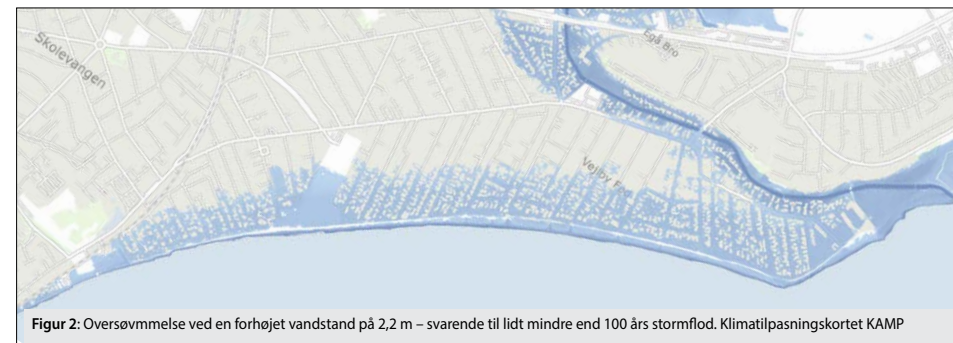 Skolevangen
Egå Bro
Vejlby
Figur 2: Oversøvmmelse ved en forhøjet vandstand på 2,2 m – svarende til lidt mindre end 100 års stormflod. Klimatilpasningskortet KAMP